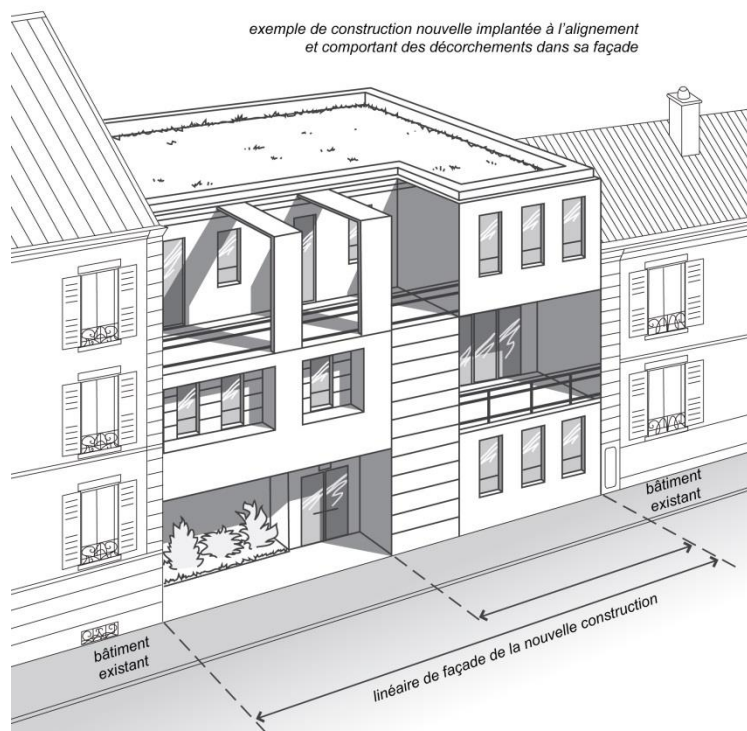 exemple de construction nouvelle implantée à l'alignement
et comportant des décorchements dans sa façade
bâtiment
existant
bâtiment
existant
linéaire de façade de la nouvelle construction